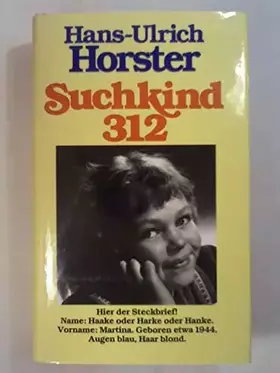 Hans-Ulrich
Horster
Suchkind
312
Hier der Steckbrief!
Name: Haake oder Harke oder Hanke.
Vorname: Martina. Geboren etwa 1944.
Augen blau, Haar blond.